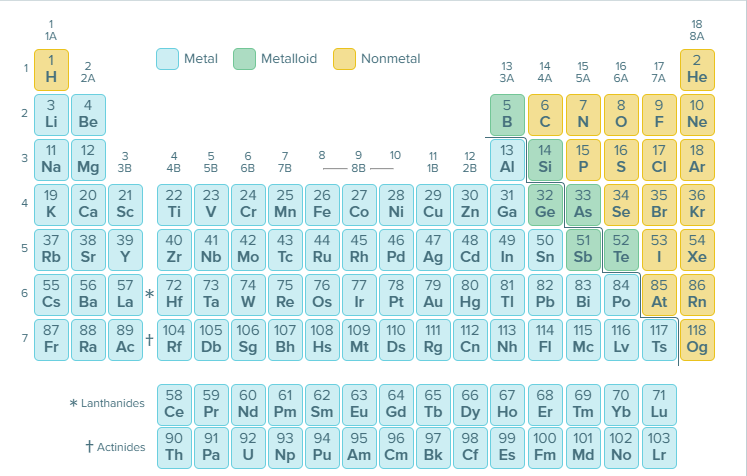 1 18
1A 8A
Metal Metalloid Nonmetal
1 1 2 13 14 15 16 17 2
H 2A 3A 4A 5A 6A 7A He
2 3 4 5 6 7 8 9 10
Li Be B C N O F Ne
3 11 12 3 4 5 6 7 8 9 10 11 12 13 14 15 16 17 18
Na Mg 3B 4B 5B 6B 7B 8B 1B 2B Al Si P S Cl Ar
4 19 20 21 22 23 24 25 26 27 28 29 30 31 32 33 34 35 36
K Ca Sc Ti V Cr Mn Fe Co Ni Cu Zn Ga Ge As Se Br Kr
5 37 38 39 40 41 42 43 44 45 46 47 48 49 50 51 52 53 54
Rb Sr Y Zr Nb Mo Tc Ru Rh Pd Ag Cd In Sn Sb Te I Xe
6 55 56 57 * 72 73 74 75 76 77 78 79 80 81 82 83 84 85 86
Cs Ba La Hf Ta W Re Os Ir Pt Au Hg Tl Pb Bi Po At Rn
7 87 88 89 † 104 105 106 107 108 109 110 111 112 113 114 115 116 117 118
Fr Ra Ac Rf Db Sg Bh Hs Mt Ds Rg Cn Nh Fl Mc Lv Ts Og
* Lanthanides 58 59 60 61 62 63 64 65 66 67 68 69 70 71
Ce Pr Nd Pm Sm Eu Gd Tb Dy Ho Er Tm Yb Lu
† Actinides 90 91 92 93 94 95 96 97 98 99 100 101 102 103
Th Pa U Np Pu Am Cm Bk Cf Es Fm Md No Lr